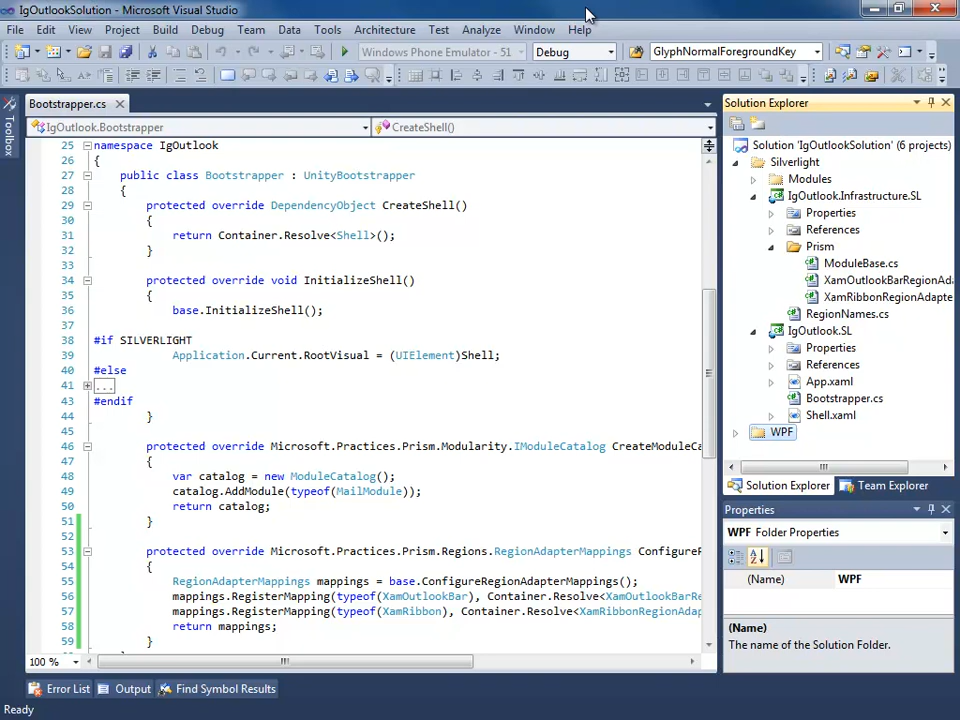 IgOutlookSolution - Microsoft Visual Studio
File Edit View Project Build Debug Team Data Tools Architecture Test Analyze Window Help
Windows Phone Emulator - 51 Debug GlyphNormalForegroundKey
Toolbox
Bootstrapper.cs
IgOutlook.Bootstrapper CreateShell()
25 namespace IgOutlook
26 {
27 public class Bootstrapper : UnityBootstrapper
28 {
29 protected override DependencyObject CreateShell()
30 {
31 return Container.Resolve<Shell>();
32 }
33
34 protected override void InitializeShell()
35 {
36 base.InitializeShell();
37
38 #if SILVERLIGHT
39 Application.Current.RootVisual = (UIElement)Shell;
40 #else
41 ...
43 #endif
44 }
45
46 protected override Microsoft.Practices.Prism.Modularity.IModuleCatalog CreateModuleCa
47 {
48 var catalog = new ModuleCatalog();
49 catalog.AddModule(typeof(MailModule));
50 return catalog;
51 }
52
53 protected override Microsoft.Practices.Prism.Regions.RegionAdapterMappings ConfigureR
54 {
55 RegionAdapterMappings mappings = base.ConfigureRegionAdapterMappings();
56 mappings.RegisterMapping(typeof(XamOutlookBar), Container.Resolve<XamOutlookBarRe
57 mappings.RegisterMapping(typeof(XamRibbon), Container.Resolve<XamRibbonRegionAdap
58 return mappings;
59 }
100 %
Solution Explorer
Solution 'IgOutlookSolution' (6 projects)
Silverlight
Modules
IgOutlook.Infrastructure.SL
Properties
References
Prism
ModuleBase.cs
XamOutlookBarRegionAd
XamRibbonRegionAdapte
RegionNames.cs
IgOutlook.SL
Properties
References
App.xaml
Bootstrapper.cs
Shell.xaml
WPF
Solution Explorer Team Explorer
Properties
WPF Folder Properties
(Name) WPF
(Name)
The name of the Solution Folder.
Error List Output Find Symbol Results
Ready